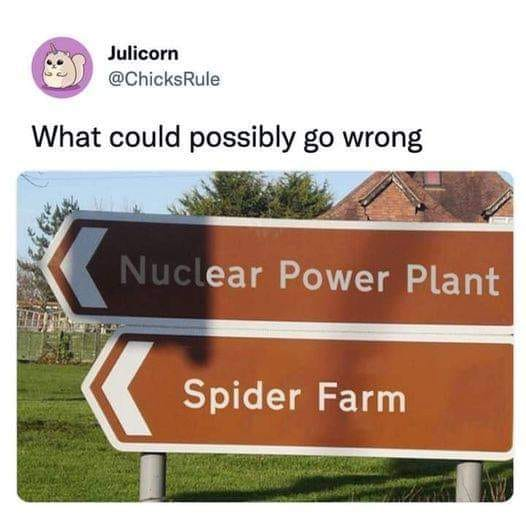 Julicorn
@ChicksRule
What could possibly go wrong
Nuclear Power Plant
Spider Farm